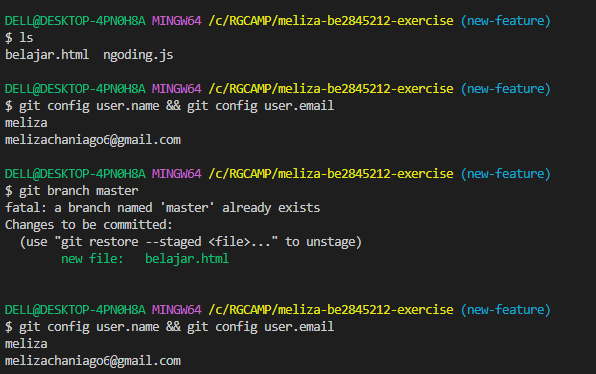 DELL@DESKTOP-4PN0H8A MINGW64 /c/RGCAMP/meliza-be2845212-exercise (new-feature)
$ ls
belajar.html  ngoding.js
DELL@DESKTOP-4PN0H8A MINGW64 /c/RGCAMP/meliza-be2845212-exercise (new-feature)
$ git config user.name && git config user.email
meliza
melizachaniago6@gmail.com
DELL@DESKTOP-4PN0H8A MINGW64 /c/RGCAMP/meliza-be2845212-exercise (new-feature)
$ git branch master
fatal: a branch named 'master' already exists
Changes to be committed:
  (use "git restore --staged <file>..." to unstage)
        new file:   belajar.html
DELL@DESKTOP-4PN0H8A MINGW64 /c/RGCAMP/meliza-be2845212-exercise (new-feature)
$ git config user.name && git config user.email
meliza
melizachaniago6@gmail.com